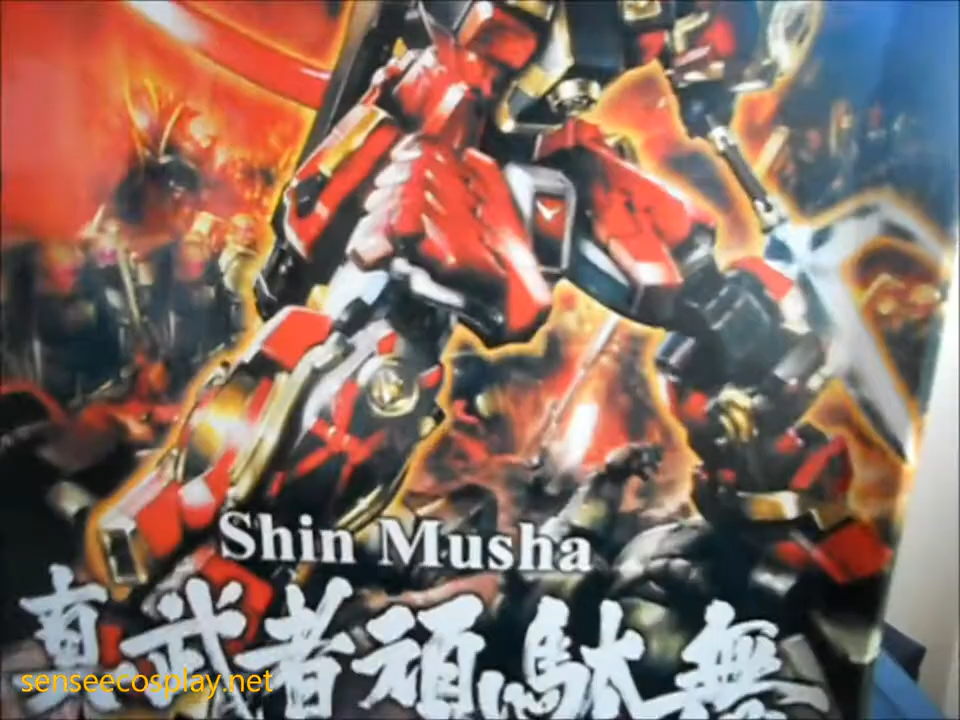 Shin Musha
真武者頑駄無
senseecosplay.net